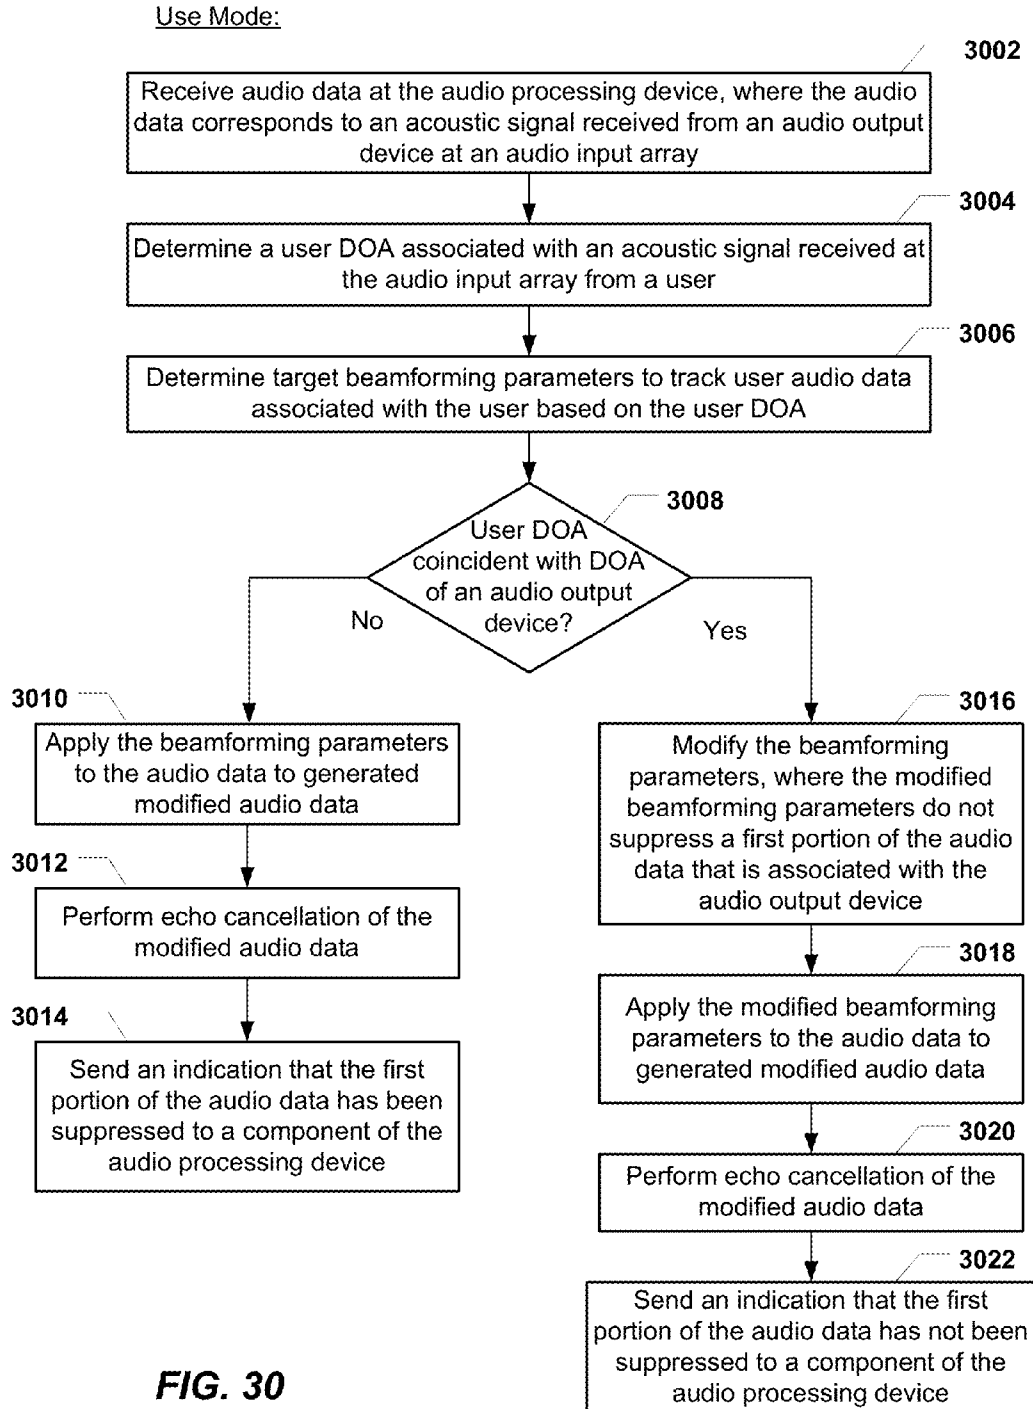 Use Mode:
3002
Receive audio data at the audio processing device, where the audio
data corresponds to an acoustic signal received from an audio output
device at an audio input array
3004
Determine a user DOA associated with an acoustic signal received at
the audio input array from a user
3006
Determine target beamforming parameters to track user audio data
associated with the user based on the user DOA
3008
User DOA
coincident with DOA
of an audio output
device?
No
Yes
3010
Apply the beamforming parameters
to the audio data to generated
modified audio data
3012
Perform echo cancellation of the
modified audio data
3014
Send an indication that the first
portion of the audio data has been
suppressed to a component of the
audio processing device
3016
Modify the beamforming
parameters, where the modified
beamforming parameters do not
suppress a first portion of the audio
data that is associated with the
audio output device
3018
Apply the modified beamforming
parameters to the audio data to
generated modified audio data
3020
Perform echo cancellation of the
modified audio data
3022
Send an indication that the first
portion of the audio data has not been
suppressed to a component of the
audio processing device
FIG. 30